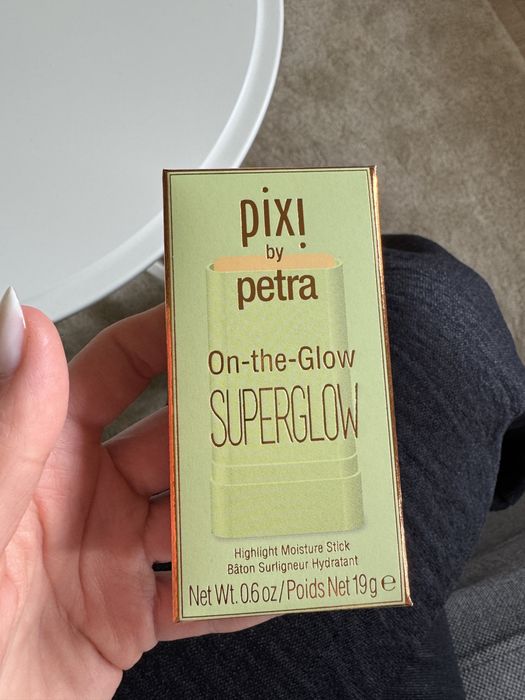 pixi
by
petra
On-the-Glow
SUPERGLOW
Highlight Moisture Stick
Bâton Surligneur Hydratant
Net Wt. 0.6 oz/Poids Net 19g e